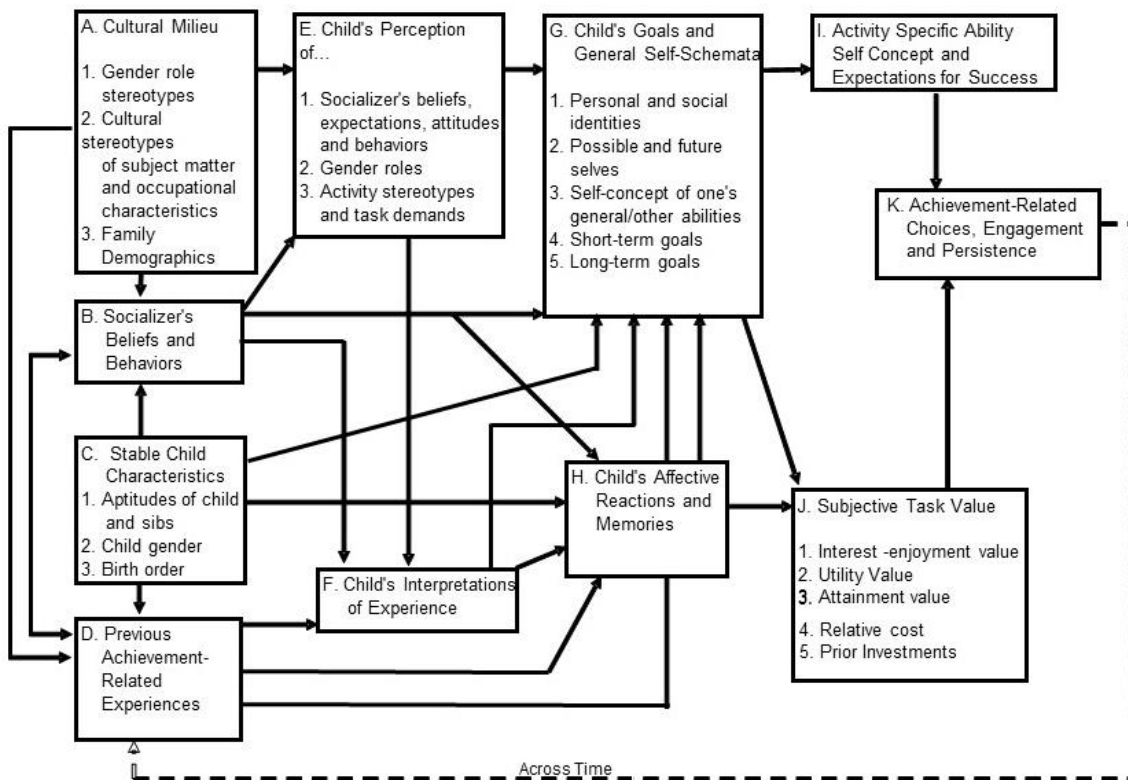 A. Cultural Milieu
1. Gender role
stereotypes
2. Cultural
stereotypes
of subject matter
and occupational
characteristics
3. Family
Demographics
B. Socializer's
Beliefs and
Behaviors
C. Stable Child
Characteristics
1. Aptitudes of child
and sibs
2. Child gender
3. Birth order
D. Previous
Achievement-
Related
Experiences
E. Child's Perception
of...
1. Socializer's beliefs,
expectations, attitudes
and behaviors
2. Gender roles
3. Activity stereotypes
and task demands
F. Child's Interpretations
of Experience
G. Child's Goals and
General Self-Schemata
1. Personal and social
identities
2. Possible and future
selves
3. Self-concept of one's
general/other abilities
4. Short-term goals
5. Long-term goals
H. Child's Affective
Reactions and
Memories
I. Activity Specific Ability
Self Concept and
Expectations for Success
J. Subjective Task Value
1. Interest -enjoyment value
2. Utility Value
3. Attainment value
4. Relative cost
5. Prior Investments
K. Achievement-Related
Choices, Engagement
and Persistence
Across Time